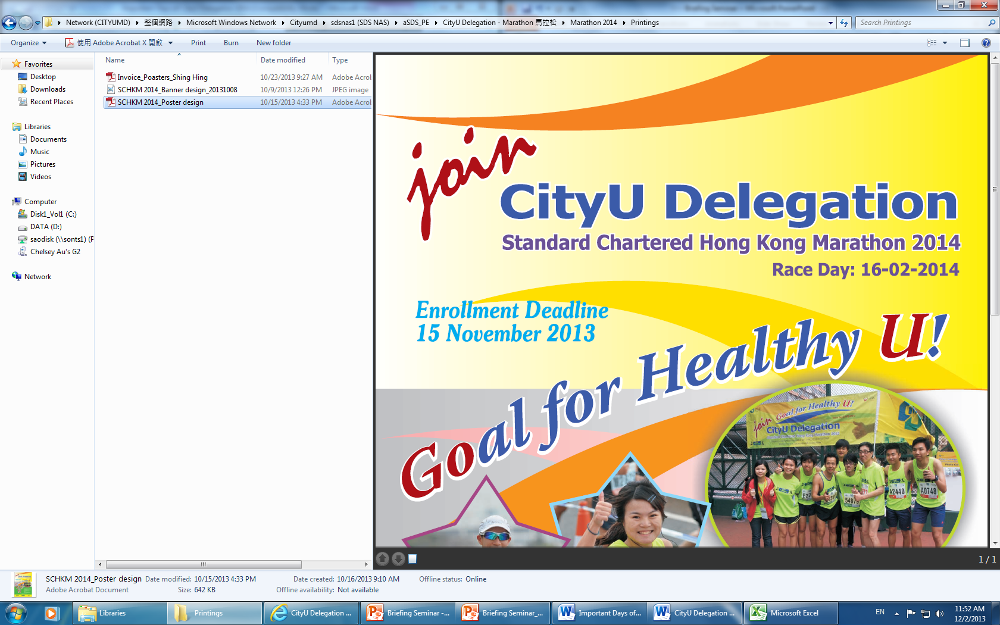 Network (CITYUMD) 整個網路 Microsoft Windows Network Cityumd sdsnas1 (SDS NAS) aSDS_PE CityU Delegation - Marathon 馬拉松 Marathon 2014 Printings
Search Printings
Organize 使用 Adobe Acrobat X 開啟 Print Burn New folder
Favorites
Desktop
Downloads
Recent Places
Libraries
Documents
Music
Pictures
Videos
Computer
Disk1_Vol1 (C:)
DATA (D:)
saodisk (\\sonts1) (P
Chelsey Au's G2
Network
Name Date modified Type
Invoice_Poasters_Shing Hing 10/23/2013 9:27 AM Adobe Acrob
SCHKM 2014_Banner design_20131008 10/9/2013 12:26 PM JPEG image
SCHKM 2014_Poster design 10/15/2013 4:33 PM Adobe Acrob
join
CityU Delegation
Standard Chartered Hong Kong Marathon 2014
Race Day: 16-02-2014
Enrollment Deadline
15 November 2013
Goal for Healthy U!
Goal for Healthy U!
join
CityU Delegation
A2440
A0748
1 / 1
SCHKM 2014_Poster design Date modified: 10/15/2013 4:33 PM Date created: 10/16/2013 9:10 AM Offline status: Online
Adobe Acrobat Document Size: 642 KB Offline availability: Not available
Libraries
Printings
CityU Delegation ...
Briefing Seminar -...
Briefing Seminar_...
Important Days of...
CityU Delegation ...
Microsoft Excel
EN
11:52 AM
12/2/2013